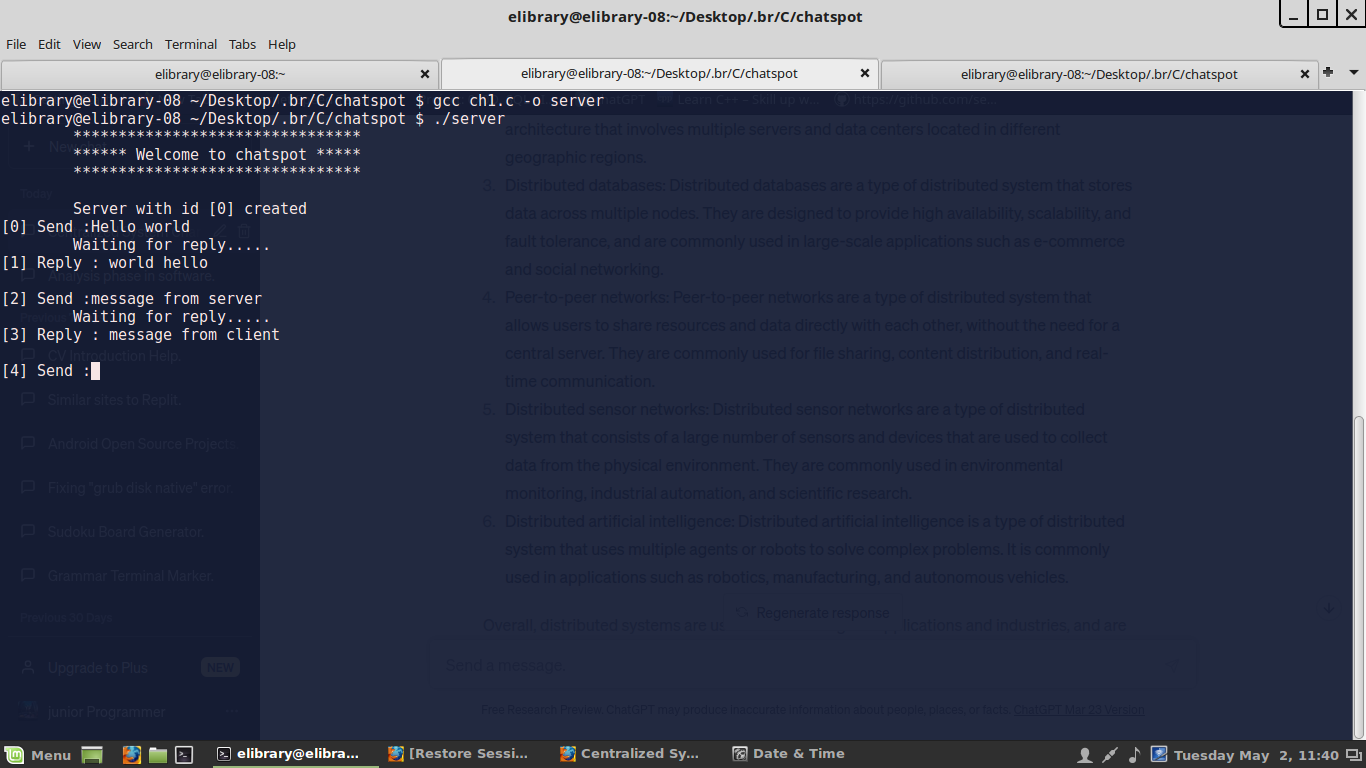 elibrary@elibrary-08:~/Desktop/.br/C/chatspot
File Edit View Search Terminal Tabs Help
elibrary@elibrary-08:~
elibrary@elibrary-08:~/Desktop/.br/C/chatspot
elibrary@elibrary-08:~/Desktop/.br/C/chatspot
elibrary@elibrary-08 ~/Desktop/.br/C/chatspot $ gcc ch1.c -o server
elibrary@elibrary-08 ~/Desktop/.br/C/chatspot $ ./server
********************************
****** Welcome to chatspot *****
********************************
Server with id [0] created
[0] Send :Hello world
Waiting for reply.....
[1] Reply : world hello
[2] Send :message from server
Waiting for reply.....
[3] Reply : message from client
[4] Send :
ChatGPT
Learn C++ – Skill up w...
https://github.com/se...
Today
Analysis phase in software.
CV Introduction Help.
Similar sites to Replit.
Android Open Source Project
Fixing "grub disk native" error
Sudoku Board Generator.
Grammar Terminal Marker.
Previous 30 Days
Upgrade to Plus NEW
junior Programmer
architecture that involves multiple servers and data centers located in different
geographic regions.
3. Distributed databases: Distributed databases are a type of distributed system that stores
data across multiple nodes. They are designed to provide high availability, scalability, and
fault tolerance, and are commonly used in large-scale applications such as e-commerce
and social networking.
4. Peer-to-peer networks: Peer-to-peer networks are a type of distributed system that
allows users to share resources and data directly with each other, without the need for a
central server. They are commonly used for file sharing, content distribution, and real-
time communication.
5. Distributed sensor networks: Distributed sensor networks are a type of distributed
system that consists of a large number of sensors and devices that are used to collect
data from the physical environment. They are commonly used in environmental
monitoring, industrial automation, and scientific research.
6. Distributed artificial intelligence: Distributed artificial intelligence is a type of distributed
system that uses multiple agents or robots to solve complex problems. It is commonly
used in applications such as robotics, manufacturing, and autonomous vehicles.
Regenerate response
Overall, distributed systems are us lications and industries, and are
Send a message.
Free Research Preview. ChatGPT may produce inaccurate information about people, places, or facts. ChatGPT Mar 23 Version
Menu
elibrary@elibra...
[Restore Sessi...
Centralized Sy...
Date & Time
Tuesday May 2, 11:40